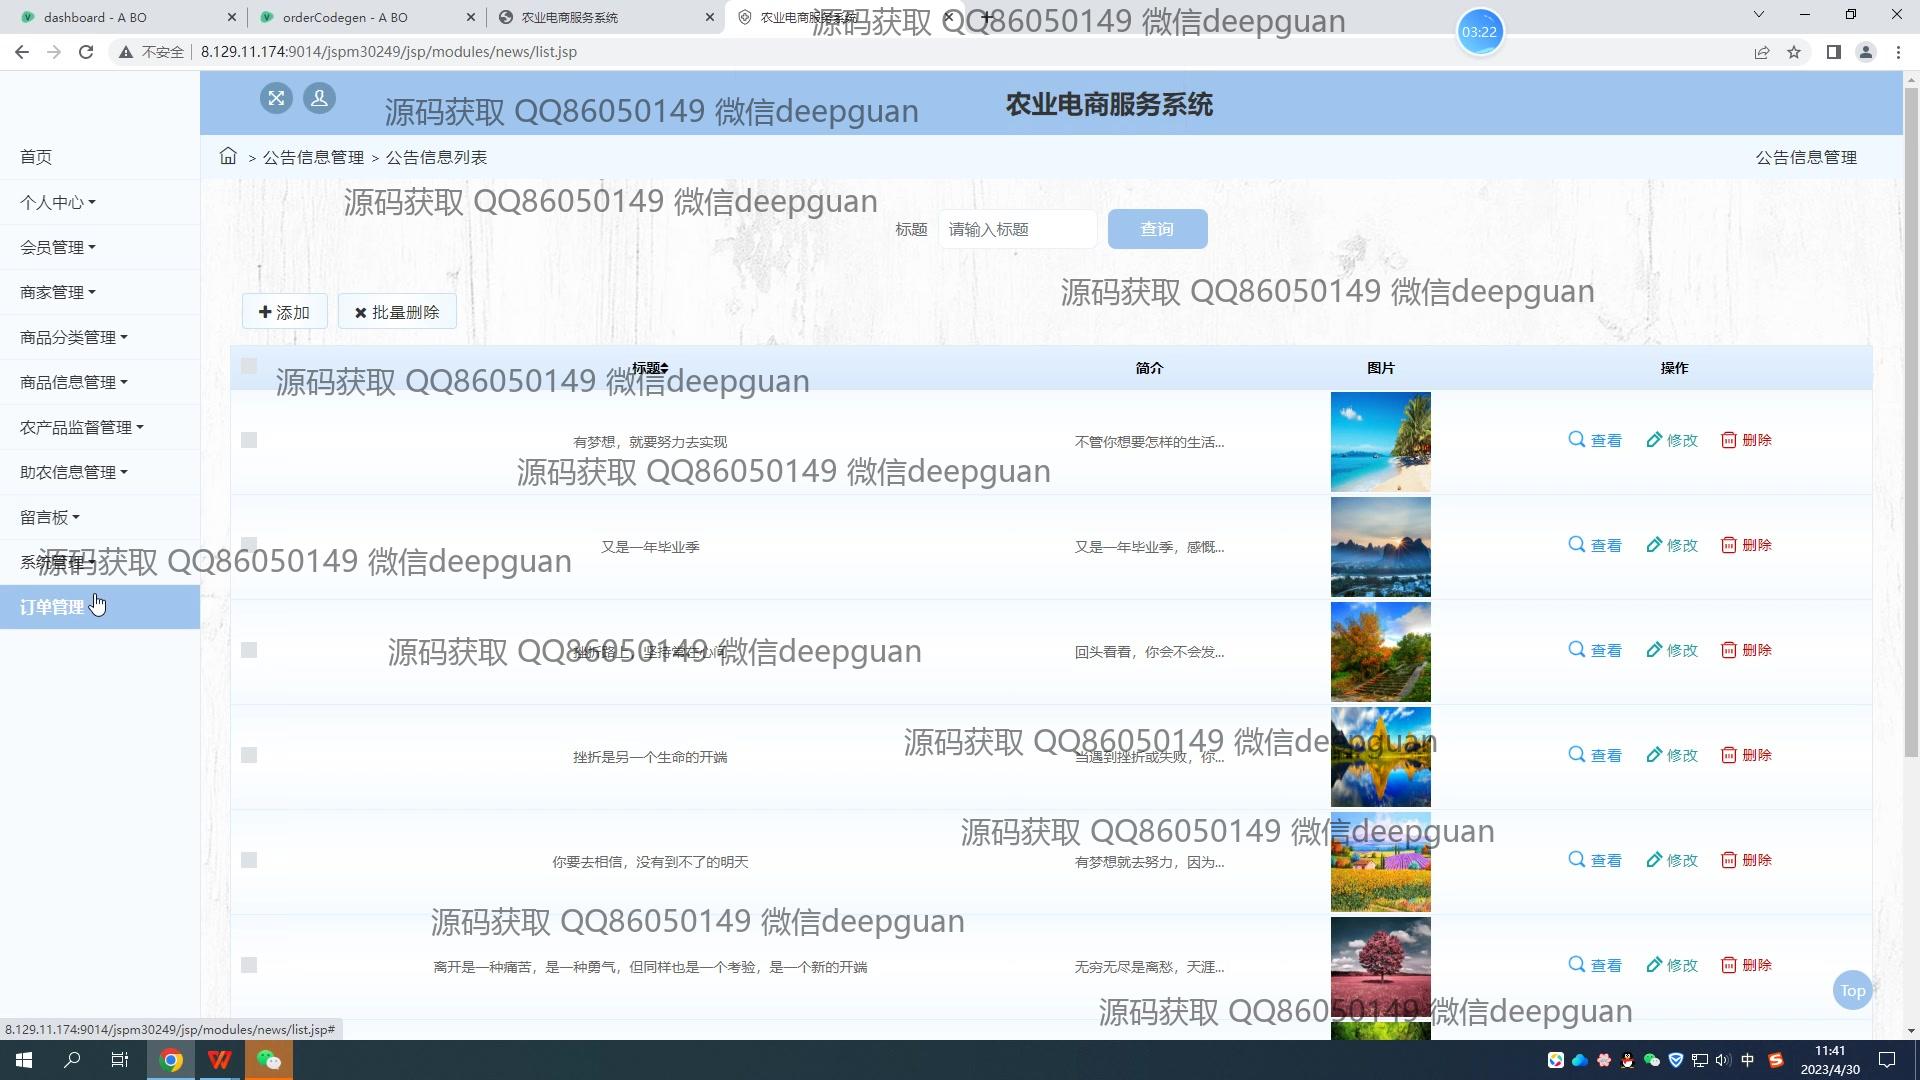 dashboard - A BO
orderCodegen - A BO
农业电商服务系统
农业电商服务系统
源码获取 QQ86050149 微信deepguan
03:22
不安全
8.129.11.174:9014/jspm30249/jsp/modules/news/list.jsp
源码获取 QQ86050149 微信deepguan
农业电商服务系统
首页
> 公告信息管理 > 公告信息列表
公告信息管理
个人中心
源码获取 QQ86050149 微信deepguan
标题
请输入标题
查询
会员管理
商家管理
源码获取 QQ86050149 微信deepguan
添加
批量删除
商品分类管理
标题
简介
图片
操作
商品信息管理
源码获取 QQ86050149 微信deepguan
农产品监督管理
有梦想，就要努力去实现
不管你想要怎样的生活...
查看
修改
删除
助农信息管理
源码获取 QQ86050149 微信deepguan
留言板
又是一年毕业季
又是一年毕业季，感慨...
查看
修改
删除
系统管理
源码获取 QQ86050149 微信deepguan
订单管理
源码获取 QQ86050149 微信deepguan
回头看看，你会不会发...
查看
修改
删除
源码获取 QQ86050149 微信deepguan
挫折是另一个生命的开端
当遇到挫折或失败，你...
查看
修改
删除
源码获取 QQ86050149 微信deepguan
你要去相信，没有到不了的明天
有梦想就去努力，因为...
查看
修改
删除
源码获取 QQ86050149 微信deepguan
离开是一种痛苦，是一种勇气，但同样也是一个考验，是一个新的开端
无穷无尽是离愁，天涯...
查看
修改
删除
Top
源码获取 QQ86050149 微信deepguan
8.129.11.174:9014/jspm30249/jsp/modules/news/list.jsp#
中
11:41
2023/4/30